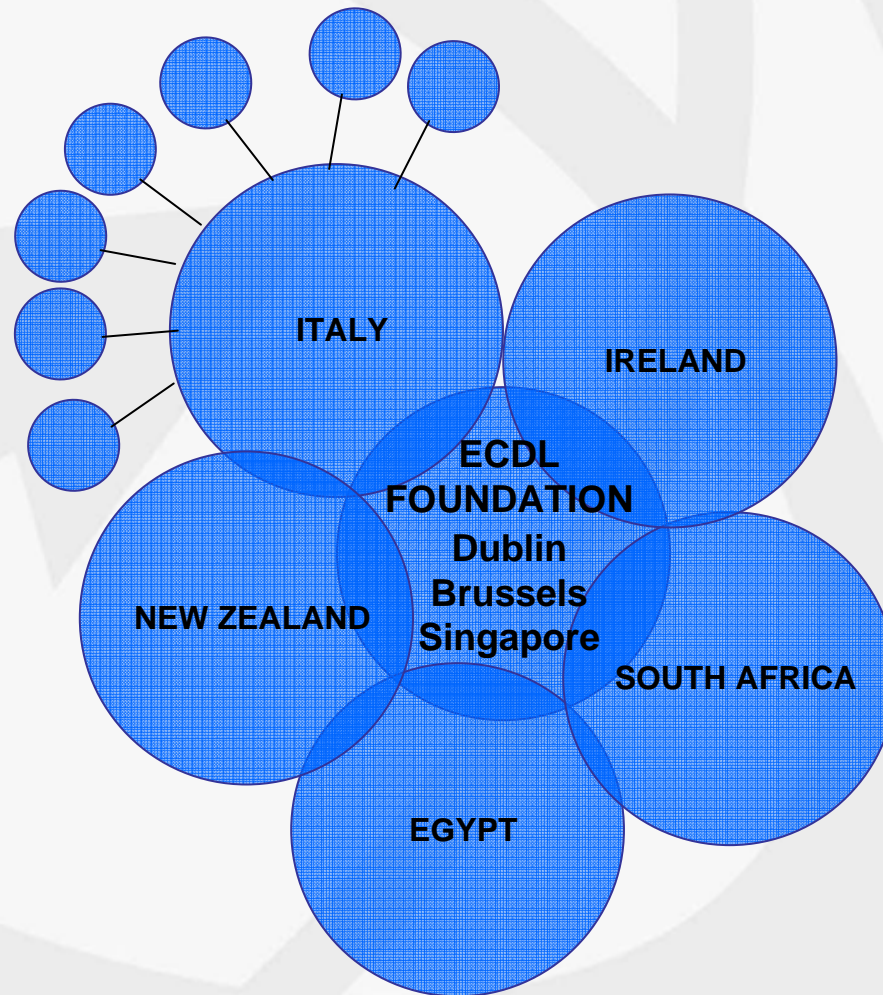 ITALY
IRELAND
ECDL
FOUNDATION
Dublin
Brussels
Singapore
NEW ZEALAND
SOUTH AFRICA
EGYPT